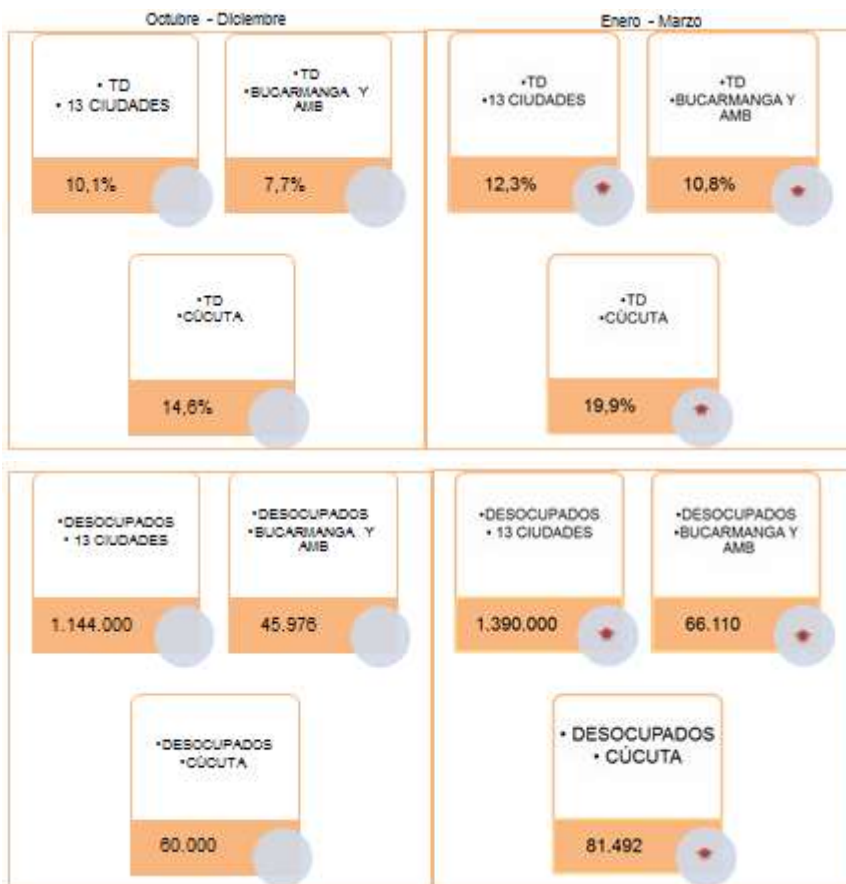 Octubre - Diciembre
Enero - Marzo
• TD
• 13 CIUDADES
10,1%
•TD
•BUCARMANGA Y
AMB
7,7%
•TD
•13 CIUDADES
12,3%
•TD
•BUCARMANGA Y
AMB
10,8%
•TD
•CÚCUTA
14,6%
•TD
•CÚCUTA
19,9%
•DESOCUPADOS
• 13 CIUDADES
1.144.000
•DESOCUPADOS
•BUCARMANGA Y
AMB
45.976
•DESOCUPADOS
• 13 CIUDADES
1.390.000
•DESOCUPADOS
•BUCARMANGA Y
AMB
66.110
•DESOCUPADOS
•CÚCUTA
60.000
• DESOCUPADOS
• CÚCUTA
81.492